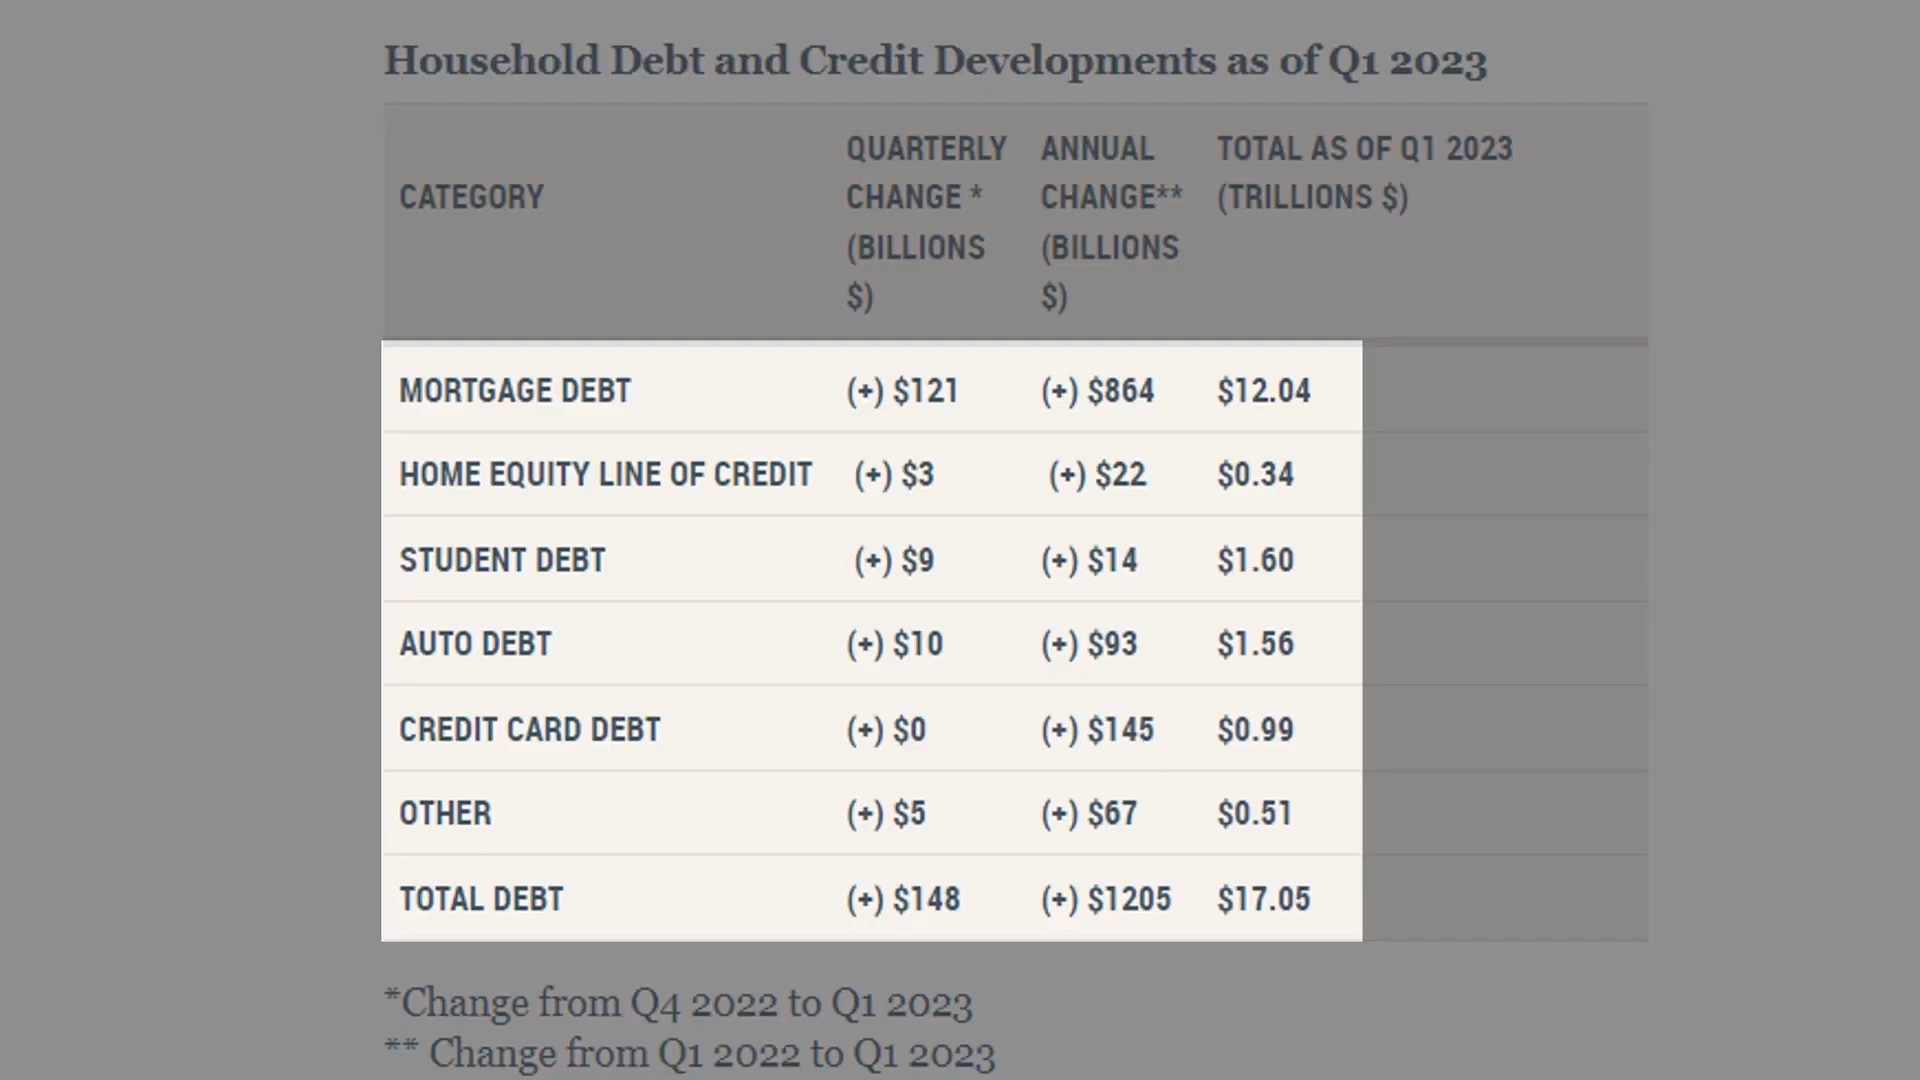 Household Debt and Credit Developments as of Q1 2023
CATEGORY
QUARTERLY
CHANGE *
(BILLIONS
$)
ANNUAL
CHANGE**
(BILLIONS
$)
TOTAL AS OF Q1 2023
(TRILLIONS $)
MORTGAGE DEBT (+) $121 (+) $864 $12.04
HOME EQUITY LINE OF CREDIT (+) $3 (+) $22 $0.34
STUDENT DEBT (+) $9 (+) $14 $1.60
AUTO DEBT (+) $10 (+) $93 $1.56
CREDIT CARD DEBT (+) $0 (+) $145 $0.99
OTHER (+) $5 (+) $67 $0.51
TOTAL DEBT (+) $148 (+) $1205 $17.05
*Change from Q4 2022 to Q1 2023
** Change from Q1 2022 to Q1 2023